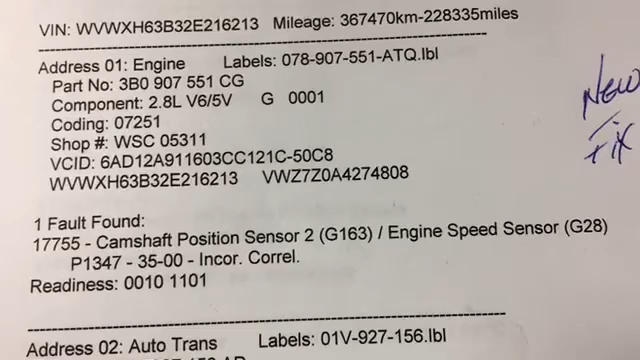 VIN: WVWXH63B32E216213 Mileage: 367470km-228335miles
Address 01: Engine Labels: 078-907-551-ATQ.lbl
Part No: 3B0 907 551 CG
Component: 2.8L V6/5V G 0001
Coding: 07251
Shop #: WSC 05311
VCID: 6AD12A911603CC121C-50C8
WVWXH63B32E216213 VWZ7Z0A4274808
New
Fix
1 Fault Found:
17755 - Camshaft Position Sensor 2 (G163) / Engine Speed Sensor (G28)
P1347 - 35-00 - Incor. Correl.
Readiness: 0010 1101
Address 02: Auto Trans Labels: 01V-927-156.lbl